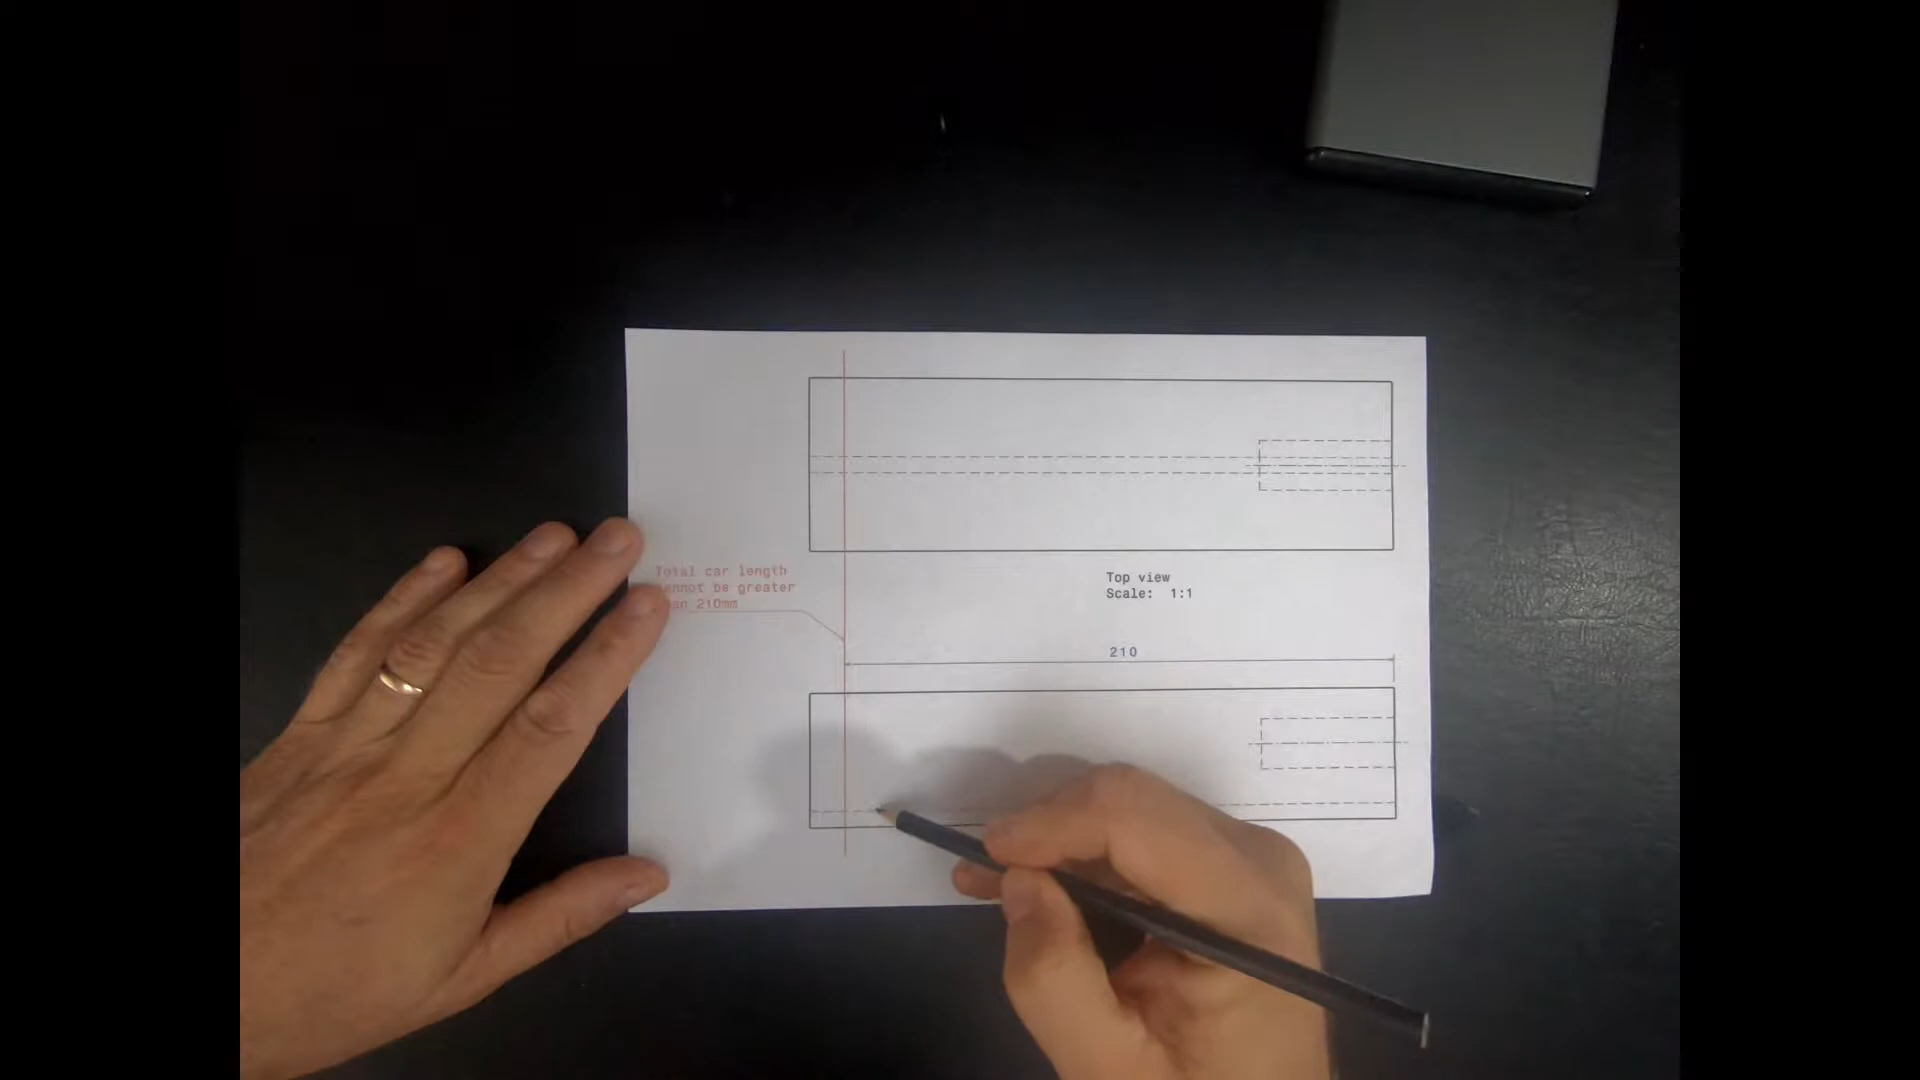 Total car length
be greater
210mm
Top view
Scale: 1:1
210